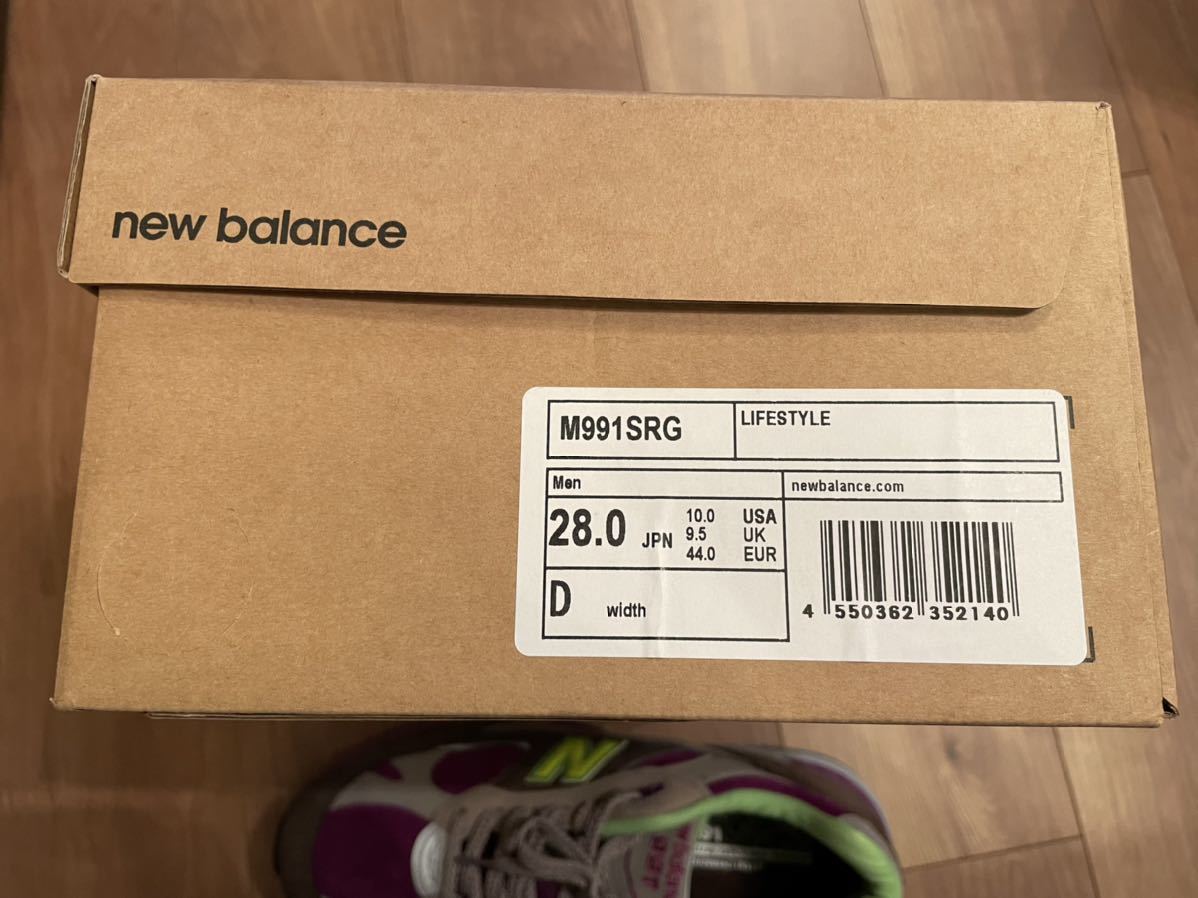 new balance
M991SRG
LIFESTYLE
Men
newbalance.com
28.0 JPN
10.0 USA
9.5 UK
44.0 EUR
D width
4 550362 352140
N